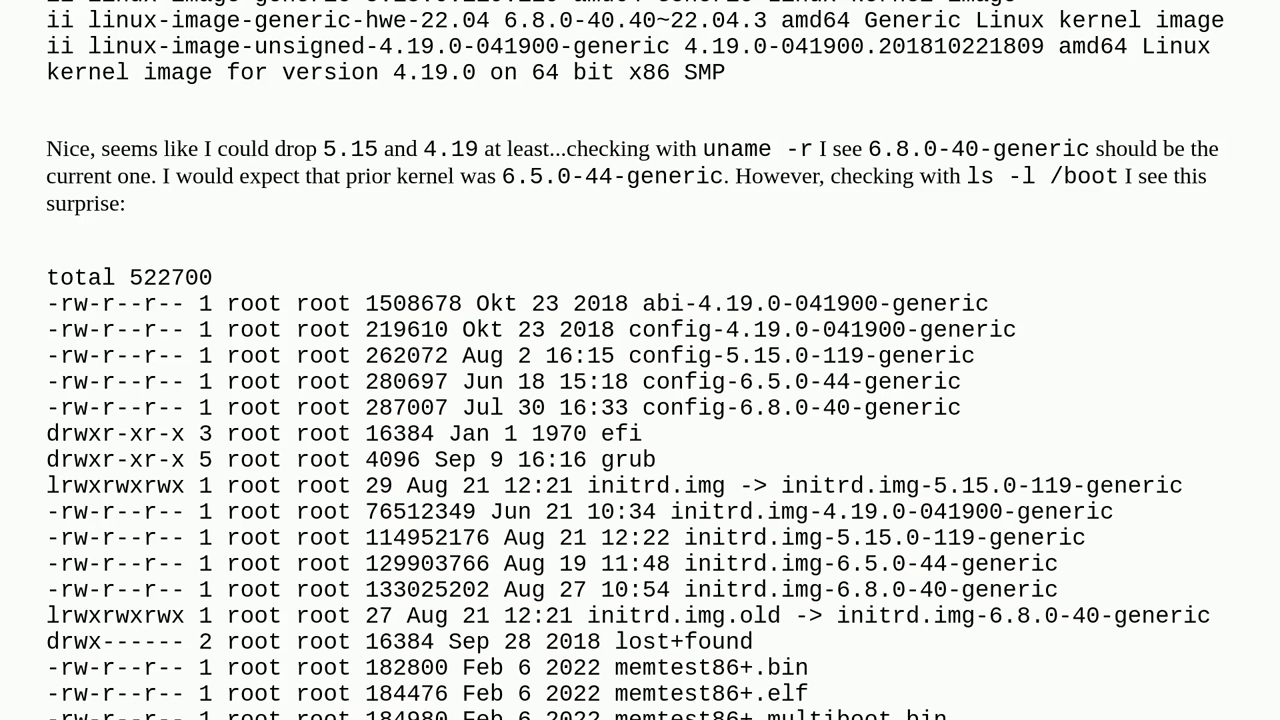 ii linux-image-generic-hwe-22.04 6.8.0-40.40~22.04.3 amd64 Generic Linux kernel image
ii linux-image-unsigned-4.19.0-041900-generic 4.19.0-041900.201810221809 amd64 Linux
kernel image for version 4.19.0 on 64 bit x86 SMP
Nice, seems like I could drop 5.15 and 4.19 at least...checking with uname -r I see 6.8.0-40-generic should be the
current one. I would expect that prior kernel was 6.5.0-44-generic. However, checking with ls -l /boot I see this
surprise:
total 522700
-rw-r--r-- 1 root root 1508678 Okt 23 2018 abi-4.19.0-041900-generic
-rw-r--r-- 1 root root 219610 Okt 23 2018 config-4.19.0-041900-generic
-rw-r--r-- 1 root root 262072 Aug 2 16:15 config-5.15.0-119-generic
-rw-r--r-- 1 root root 280697 Jun 18 15:18 config-6.5.0-44-generic
-rw-r--r-- 1 root root 287007 Jul 30 16:33 config-6.8.0-40-generic
drwxr-xr-x 3 root root 16384 Jan 1 1970 efi
drwxr-xr-x 5 root root 4096 Sep 9 16:16 grub
lrwxrwxrwx 1 root root 29 Aug 21 12:21 initrd.img -> initrd.img-5.15.0-119-generic
-rw-r--r-- 1 root root 76512349 Jun 21 10:34 initrd.img-4.19.0-041900-generic
-rw-r--r-- 1 root root 114952176 Aug 21 12:22 initrd.img-5.15.0-119-generic
-rw-r--r-- 1 root root 129903766 Aug 19 11:48 initrd.img-6.5.0-44-generic
-rw-r--r-- 1 root root 133025202 Aug 27 10:54 initrd.img-6.8.0-40-generic
lrwxrwxrwx 1 root root 27 Aug 21 12:21 initrd.img.old -> initrd.img-6.8.0-40-generic
drwx------ 2 root root 16384 Sep 28 2018 lost+found
-rw-r--r-- 1 root root 182800 Feb 6 2022 memtest86+.bin
-rw-r--r-- 1 root root 184476 Feb 6 2022 memtest86+.elf
-rw-r--r-- 1 root root 184980 Feb 6 2022 memtest86+.multiboot.bin